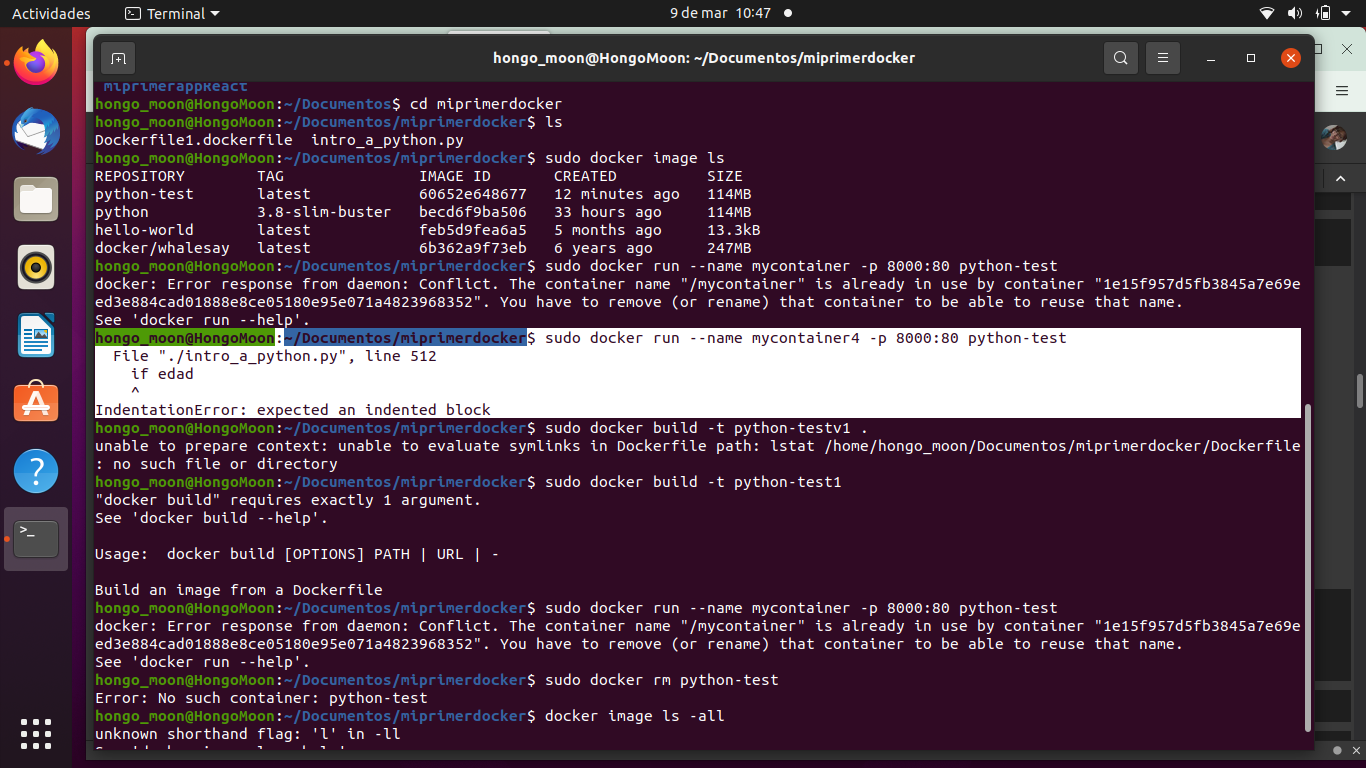 Actividades
Terminal
9 de mar 10:47
hongo_moon@HongoMoon: ~/Documentos/miprimerdocker
miprimerappReact
hongo_moon@HongoMoon:~/Documentos$ cd miprimerdocker
hongo_moon@HongoMoon:~/Documentos/miprimerdocker$ ls
Dockerfile1.dockerfile  intro_a_python.py
hongo_moon@HongoMoon:~/Documentos/miprimerdocker$ sudo docker image ls
REPOSITORY        TAG               IMAGE ID       CREATED          SIZE
python-test       latest            60652e648677   12 minutes ago   114MB
python            3.8-slim-buster   becd6f9ba506   33 hours ago     114MB
hello-world       latest            feb5d9fea6a5   5 months ago     13.3kB
docker/whalesay   latest            6b362a9f73eb   6 years ago      247MB
hongo_moon@HongoMoon:~/Documentos/miprimerdocker$ sudo docker run --name mycontainer -p 8000:80 python-test
docker: Error response from daemon: Conflict. The container name "/mycontainer" is already in use by container "1e15f957d5fb3845a7e69e
ed3e884cad01888e8ce05180e95e071a4823968352". You have to remove (or rename) that container to be able to reuse that name.
See 'docker run --help'.
hongo_moon@HongoMoon:~/Documentos/miprimerdocker$ sudo docker run --name mycontainer4 -p 8000:80 python-test
  File "./intro_a_python.py", line 512
    if edad
    ^
IndentationError: expected an indented block
hongo_moon@HongoMoon:~/Documentos/miprimerdocker$ sudo docker build -t python-testv1 .
unable to prepare context: unable to evaluate symlinks in Dockerfile path: lstat /home/hongo_moon/Documentos/miprimerdocker/Dockerfile
: no such file or directory
hongo_moon@HongoMoon:~/Documentos/miprimerdocker$ sudo docker build -t python-test1
"docker build" requires exactly 1 argument.
See 'docker build --help'.
Usage:  docker build [OPTIONS] PATH | URL | -
Build an image from a Dockerfile
hongo_moon@HongoMoon:~/Documentos/miprimerdocker$ sudo docker run --name mycontainer -p 8000:80 python-test
docker: Error response from daemon: Conflict. The container name "/mycontainer" is already in use by container "1e15f957d5fb3845a7e69e
ed3e884cad01888e8ce05180e95e071a4823968352". You have to remove (or rename) that container to be able to reuse that name.
See 'docker run --help'.
hongo_moon@HongoMoon:~/Documentos/miprimerdocker$ sudo docker rm python-test
Error: No such container: python-test
hongo_moon@HongoMoon:~/Documentos/miprimerdocker$ docker image ls -all
unknown shorthand flag: 'l' in -ll